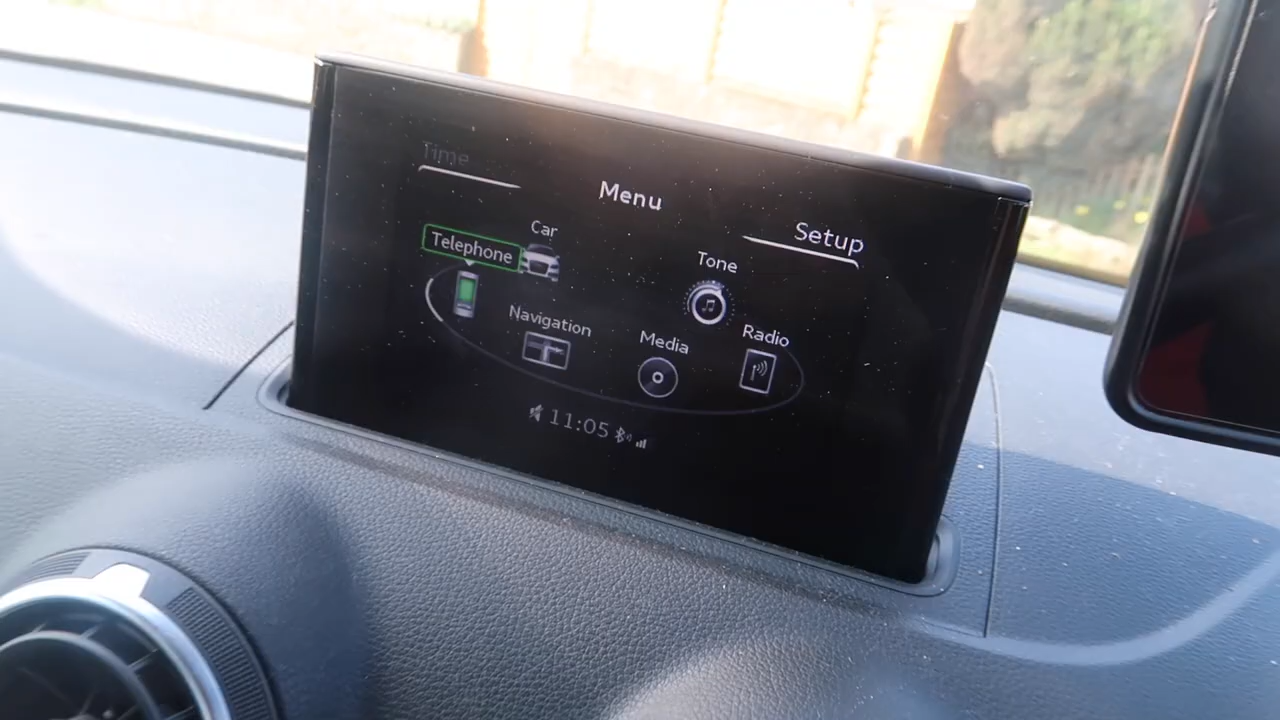 Time
Menu
Setup
Car
Telephone
Tone
Navigation
Media
Radio
11:05